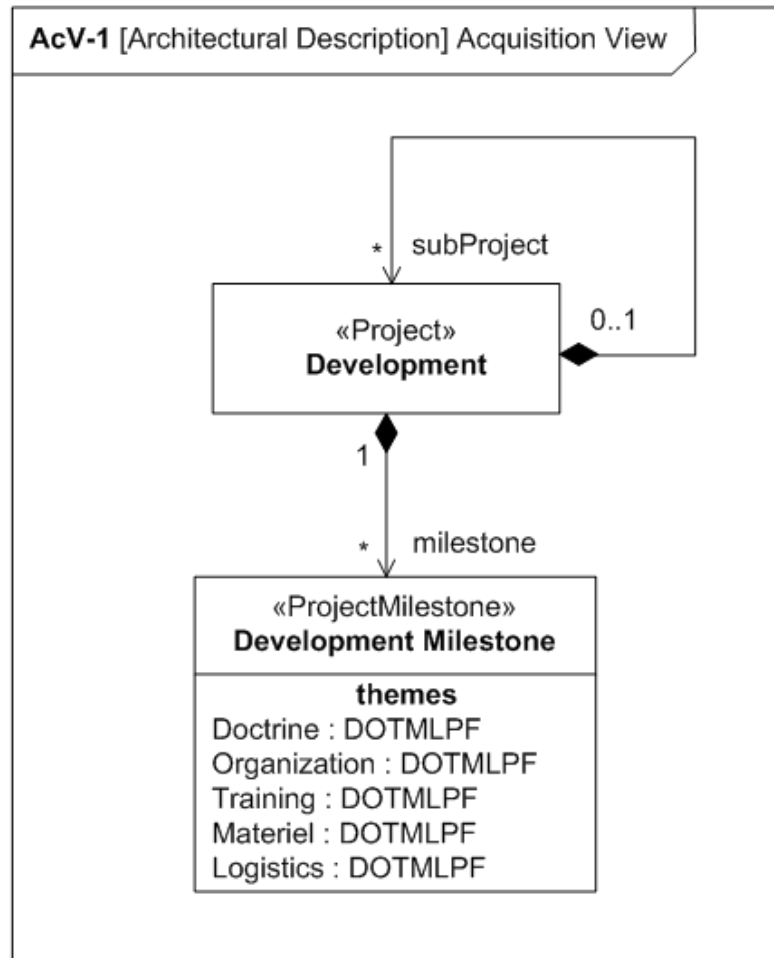 AcV-1 [Architectural Description] Acquisition View
* subProject
«Project»
Development
0..1
1
* milestone
«ProjectMilestone»
Development Milestone
themes
Doctrine : DOTMLPF
Organization : DOTMLPF
Training : DOTMLPF
Materiel : DOTMLPF
Logistics : DOTMLPF